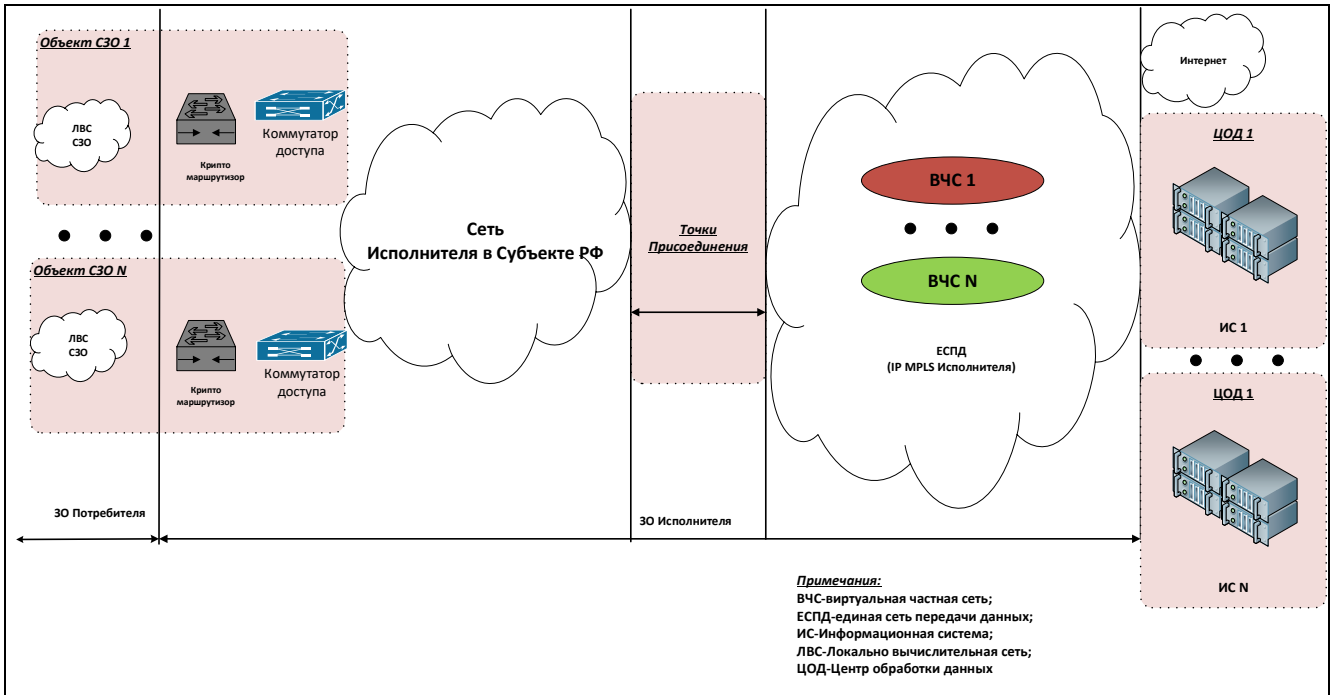 Объект СЗО 1
ЛВС
СЗО
Крипто
маршрутизор
Коммутатор
доступа
Объект СЗО N
ЛВС
СЗО
Крипто
маршрутизор
Коммутатор
доступа
Сеть
Исполнителя в Субъекте РФ
Точки
Присоединения
ВЧС 1
ВЧС N
ЕСПД
(IP MPLS Исполнителя)
Интернет
ЦОД 1
ИС 1
ЦОД 1
ИС N
ЗО Потребителя
ЗО Исполнителя
Примечания:
ВЧС-виртуальная частная сеть;
ЕСПД-единая сеть передачи данных;
ИС-Информационная система;
ЛВС-Локально вычислительная сеть;
ЦОД-Центр обработки данных